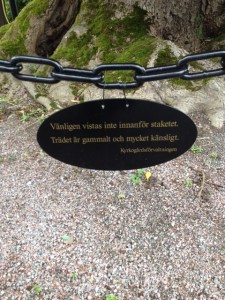 Vänligen vistas inte innanför staketet.
Trädet är gammalt och mycket känsligt.
Kyrkogårdsförvaltningen